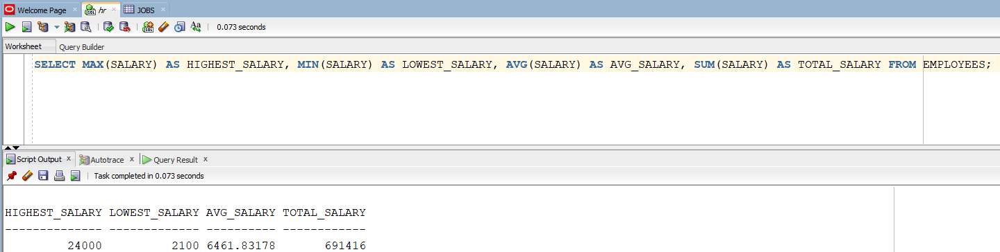 Welcome Page hr JOBS
0.073 seconds
Worksheet Query Builder
SELECT MAX(SALARY) AS HIGHEST_SALARY, MIN(SALARY) AS LOWEST_SALARY, AVG(SALARY) AS AVG_SALARY, SUM(SALARY) AS TOTAL_SALARY FROM EMPLOYEES;
Script Output x Autotrace x Query Result x
Task completed in 0.073 seconds
HIGHEST_SALARY LOWEST_SALARY AVG_SALARY TOTAL_SALARY
-------------- ------------- ---------- ------------
24000 2100 6461.83178 691416